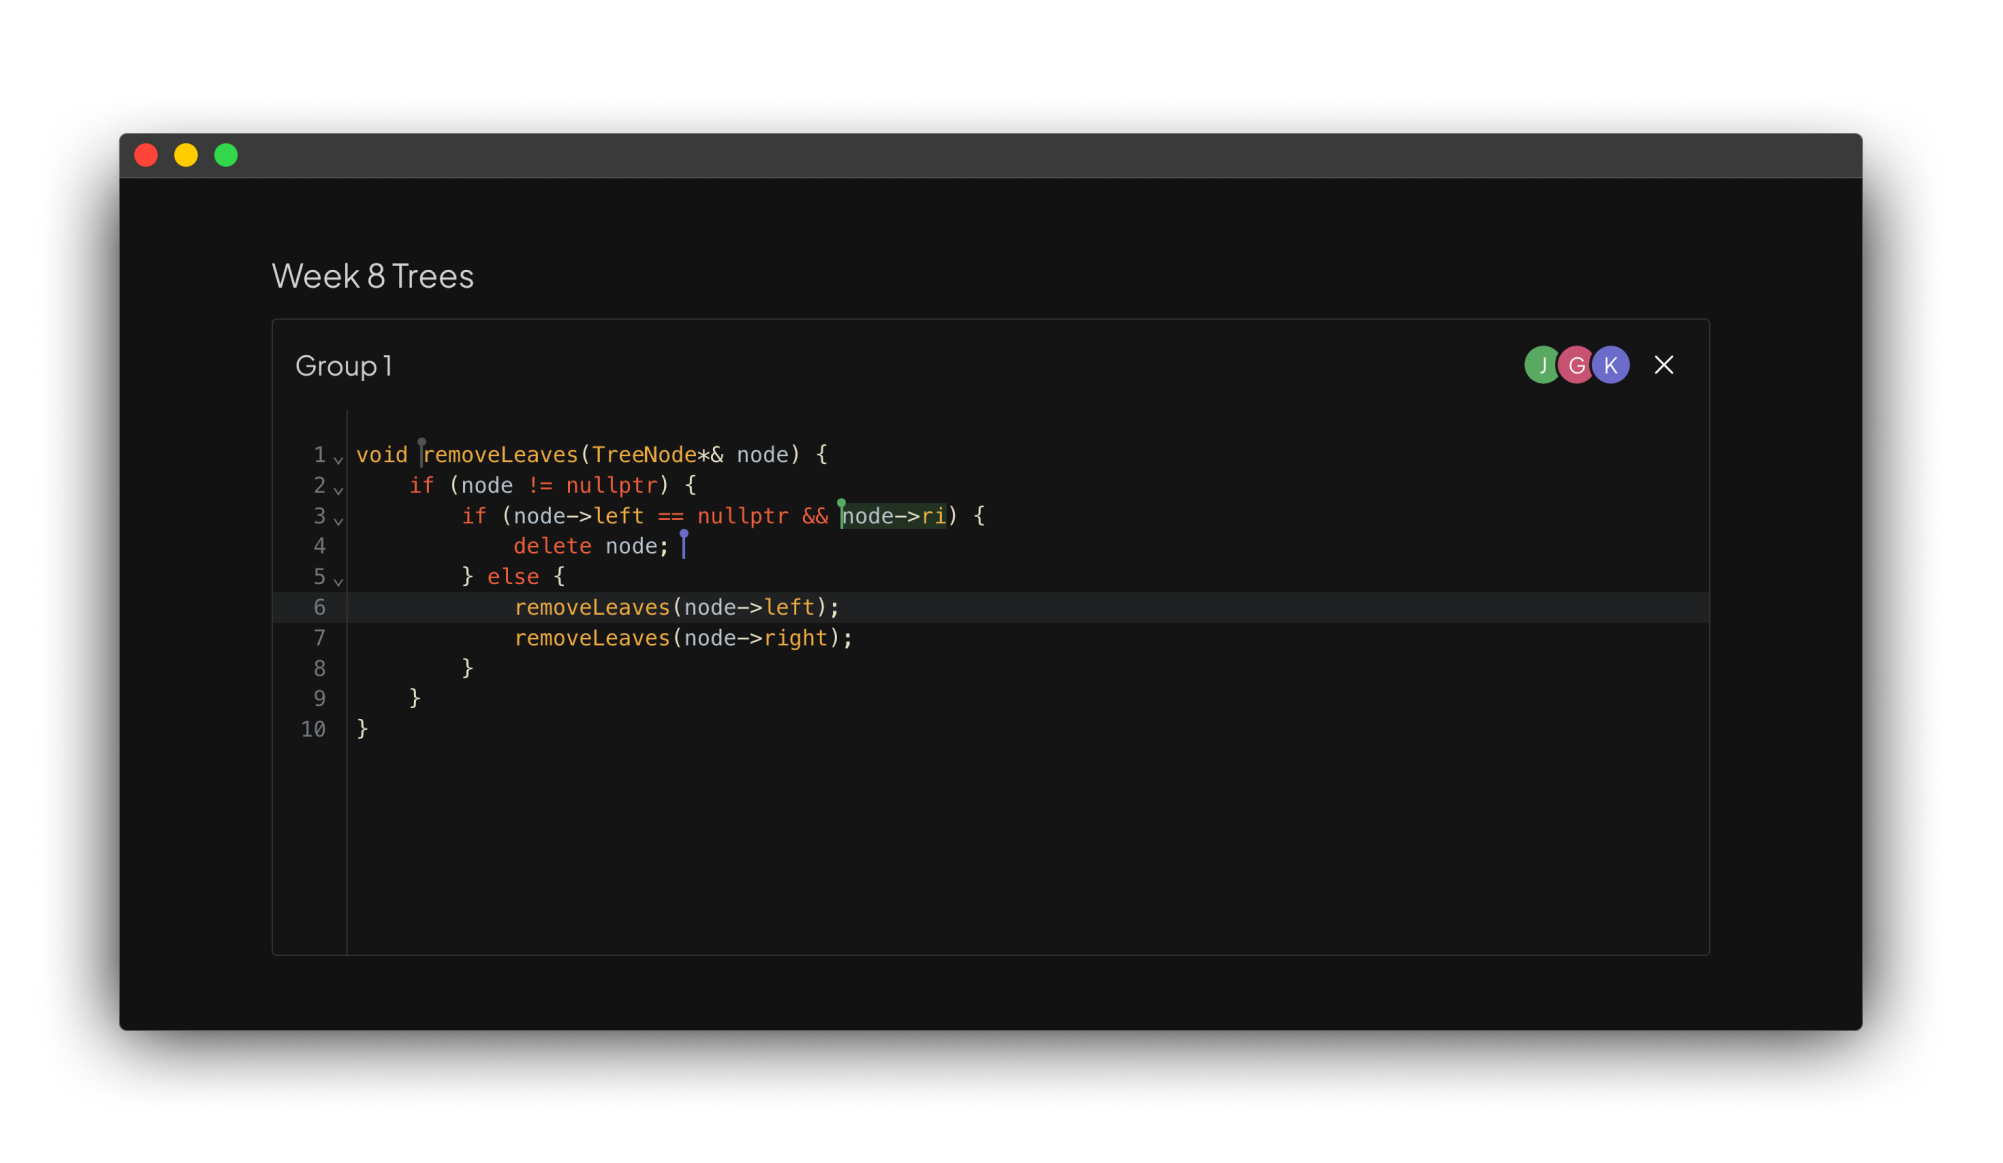 Week 8 Trees
Group 1
J G K
1 void removeLeaves(TreeNode*& node) {
2     if (node != nullptr) {
3         if (node->left == nullptr && node->ri) {
4             delete node;
5         } else {
6             removeLeaves(node->left);
7             removeLeaves(node->right);
8         }
9     }
10 }